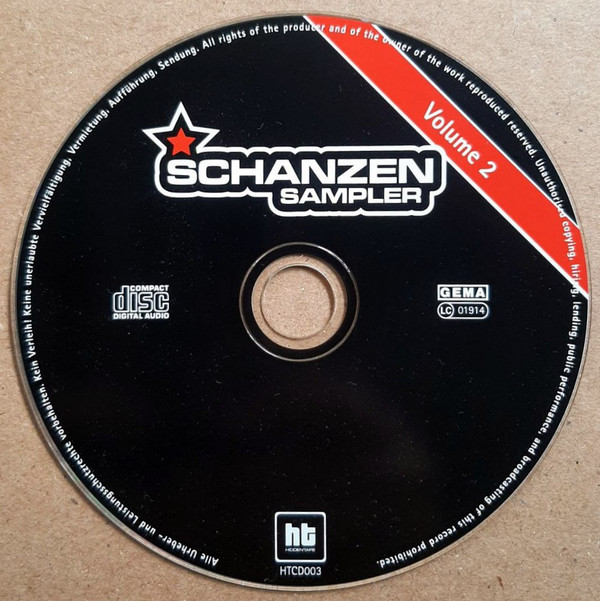 Alle Urheber- und Leistungsschutzrechte vorbehalten. Kein Verleih! Keine unerlaubte Vervielfältigung, Vermietung, Aufführung, Sendung. All rights of the producer and of the owner of the work reproduced reserved. Unauthorised copying, hiring, lending, public performance, and broadcasting of this record prohibited.
Volume 2
SCHANZEN
SAMPLER
COMPACT
disc
DIGITAL AUDIO
GEMA
LC 01914
ht
HIDDENTAPE
HTCD003